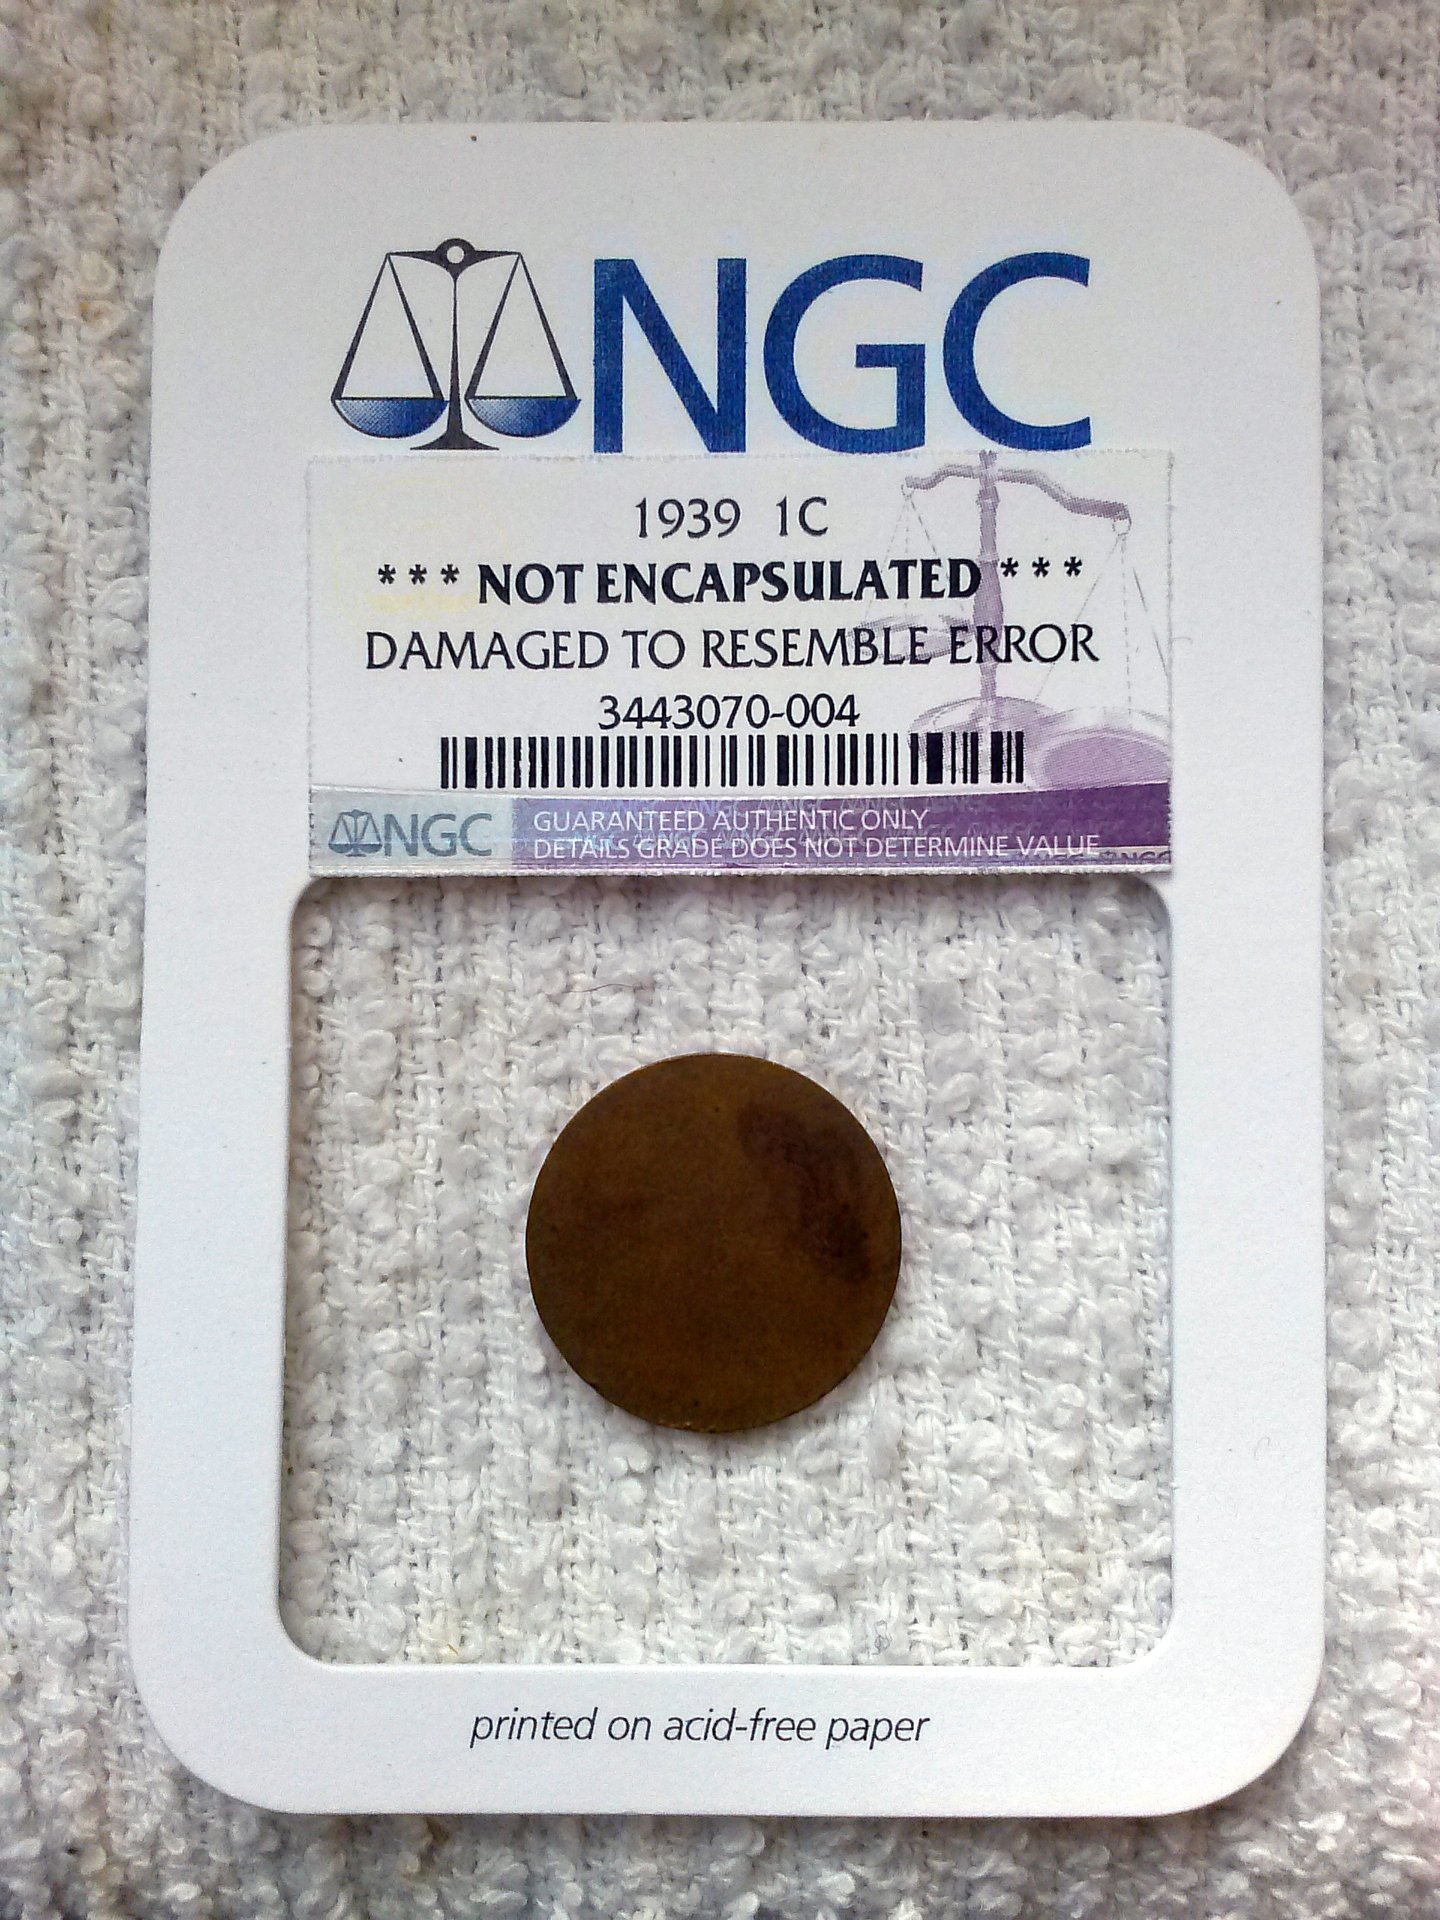 NGC
1939 1C
*** NOT ENCAPSULATED ***
DAMAGED TO RESEMBLE ERROR
3443070-004
NGC GUARANTEED AUTHENTIC ONLY
DETAILS GRADE DOES NOT DETERMINE VALUE
printed on acid-free paper